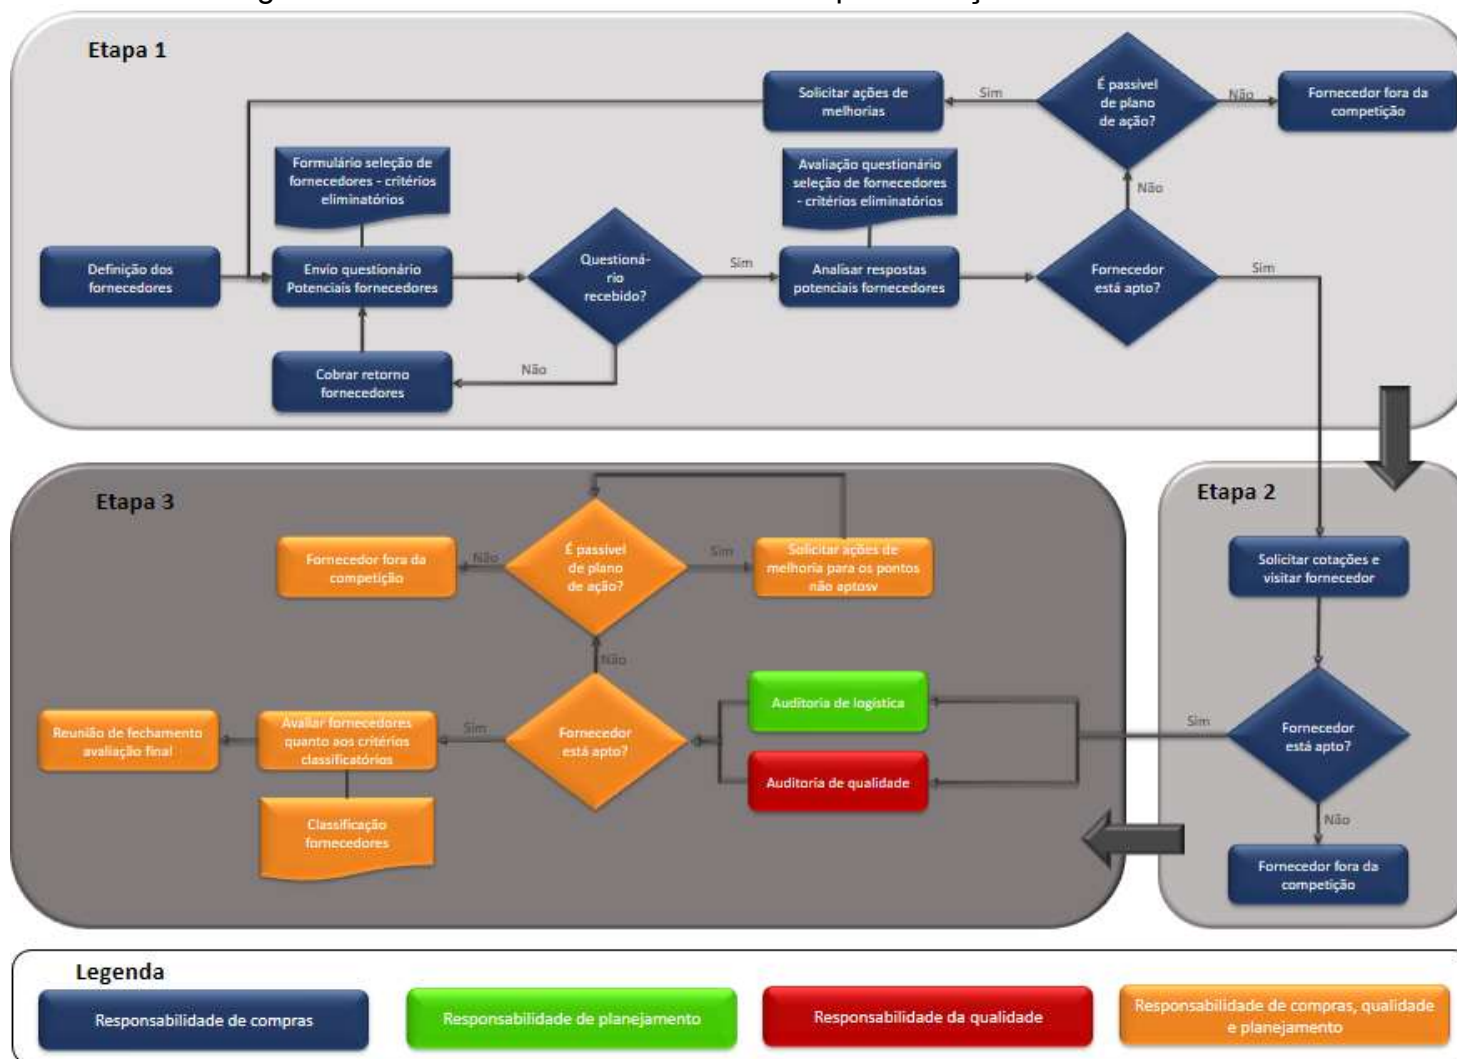 Etapa 1
Solicitar ações de
melhorias
Sim
É passível
de plano
de ação?
Não
Fornecedor fora da
competição
Formulário seleção de
fornecedores - critérios
eliminatórios
Avaliação questionário
seleção de fornecedores
- critérios eliminatórios
Não
Definição dos
fornecedores
Envio questionário
Potenciais fornecedores
Questioná-
rio
recebido?
Sim
Analisar respostas
potenciais fornecedores
Fornecedor
está apto?
Sim
Cobrar retorno
fornecedores
Não
Etapa 3
Fornecedor fora da
competição
Não
É passível
de plano
de ação?
Sim
Solicitar ações de
melhoria para os pontos
não aptosv
Não
Reunião de fechamento
avaliação final
Avaliar fornecedores
quanto aos critérios
classificatórios
Sim
Fornecedor
está apto?
Auditoria de logística
Auditoria de qualidade
Classificação
fornecedores
Etapa 2
Solicitar cotações e
visitar fornecedor
Sim
Fornecedor
está apto?
Não
Fornecedor fora da
competição
Legenda
Responsabilidade de compras
Responsabilidade de planejamento
Responsabilidade da qualidade
Responsabilidade de compras, qualidade
e planejamento